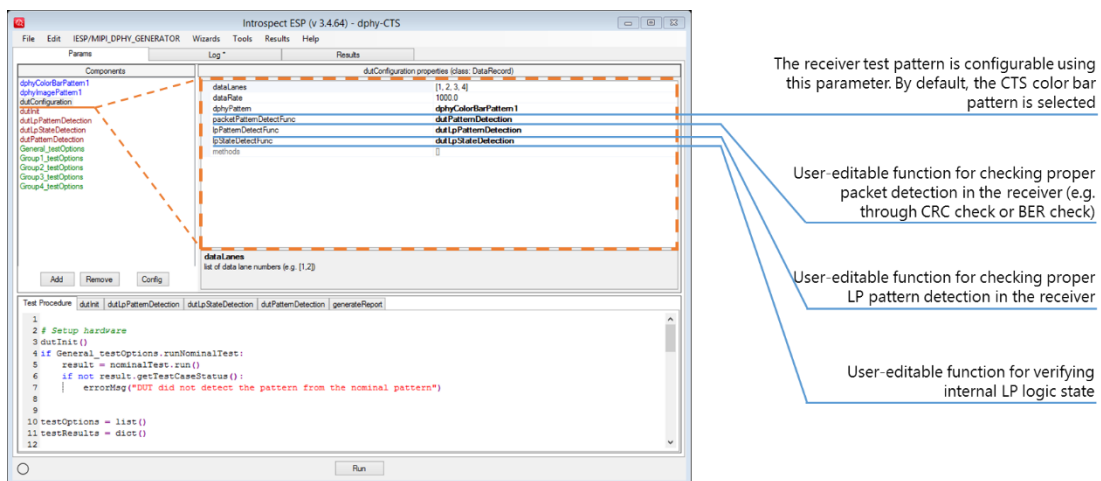 Introspect ESP (v 3.4.64) - dphy-CTS
File Edit IESP/MIPI_DPHY_GENERATOR Wizards Tools Results Help
Params Log * Results
Components
dphyColorBarPattern1
dphyImagePattern1
dutConfiguration
dutInit
dutLpPatternDetection
dutLpStateDetection
dutPatternDetection
General_testOptions
Group1_testOptions
Group2_testOptions
Group3_testOptions
Group4_testOptions
Add Remove Config
dutConfiguration properties (class: DataRecord)
dataLanes [1, 2, 3, 4]
dataRate 1000.0
dphyPattern dphyColorBarPattern1
packetPatternDetectFunc dutPatternDetection
lpPatternDetectFunc dutLpPatternDetection
lpStateDetectFunc dutLpStateDetection
methods []
dataLanes
list of data lane numbers (e.g. [1,2])
Test Procedure dutInit dutLpPatternDetection dutLpStateDetection dutPatternDetection generateReport
1
2 # Setup hardware
3 dutInit()
4 if General_testOptions.runNominalTest:
5 result = nominalTest.run()
6 if not result.getTestCaseStatus():
7 errorMsg("DUT did not detect the pattern from the nominal pattern")
8
9
10 testOptions = list()
11 testResults = dict()
12
Run
The receiver test pattern is configurable using
this parameter. By default, the CTS color bar
pattern is selected
User-editable function for checking proper
packet detection in the receiver (e.g.
through CRC check or BER check)
User-editable function for checking proper
LP pattern detection in the receiver
User-editable function for verifying
internal LP logic state